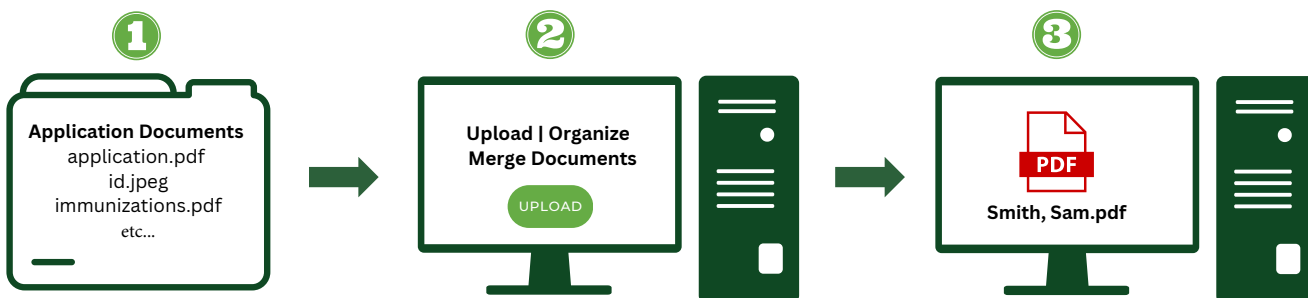 1
Application Documents
application.pdf
id.jpeg
immunizations.pdf
etc...
2
Upload | Organize
Merge Documents
UPLOAD
3
PDF
Smith, Sam.pdf